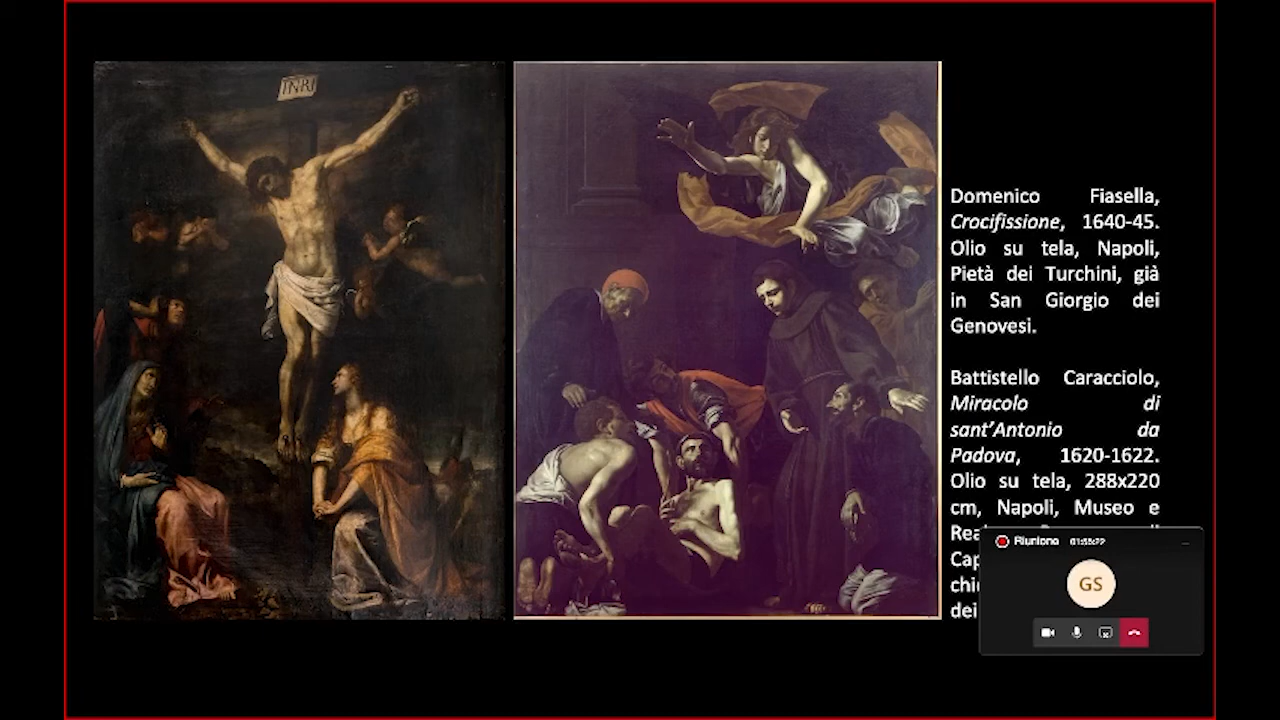 INRI
Domenico Fiasella,
Crocifissione, 1640-45.
Olio su tela, Napoli,
Pietà dei Turchini, già
in San Giorgio dei
Genovesi.
Battistello Caracciolo,
Miracolo di
sant’Antonio da
Padova, 1620-1622.
Olio su tela, 288x220
cm, Napoli, Museo e
dei
Riunione
GS